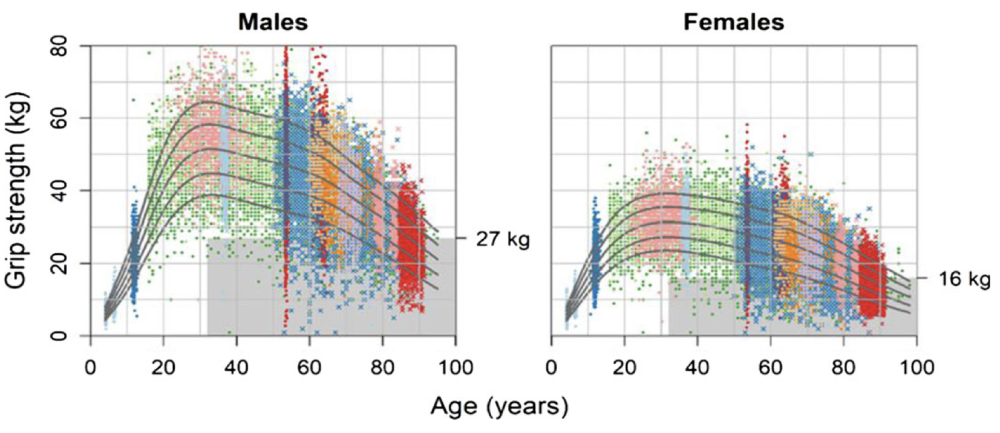 Males
Females
Grip strength (kg)
80
60
40
20
0
27 kg
16 kg
0 20 40 60 80 100
0 20 40 60 80 100
Age (years)